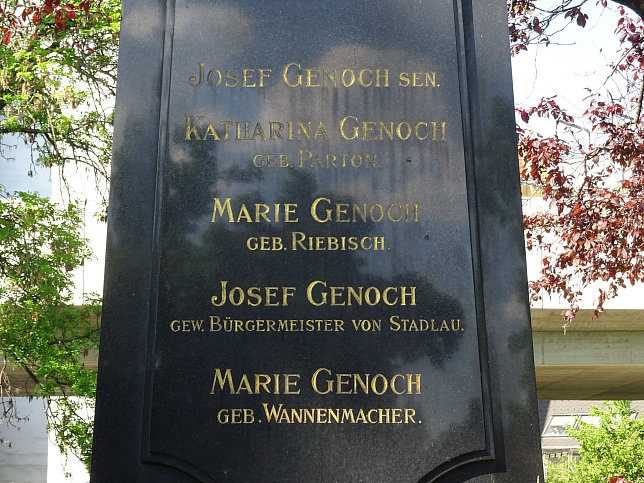 Josef Genoch sen.
Katharina Genoch
geb. Parton.
Marie Genoch
geb. Riebisch.
Josef Genoch
gew. Bürgermeister von Stadlau.
Marie Genoch
geb. Wannenmacher.